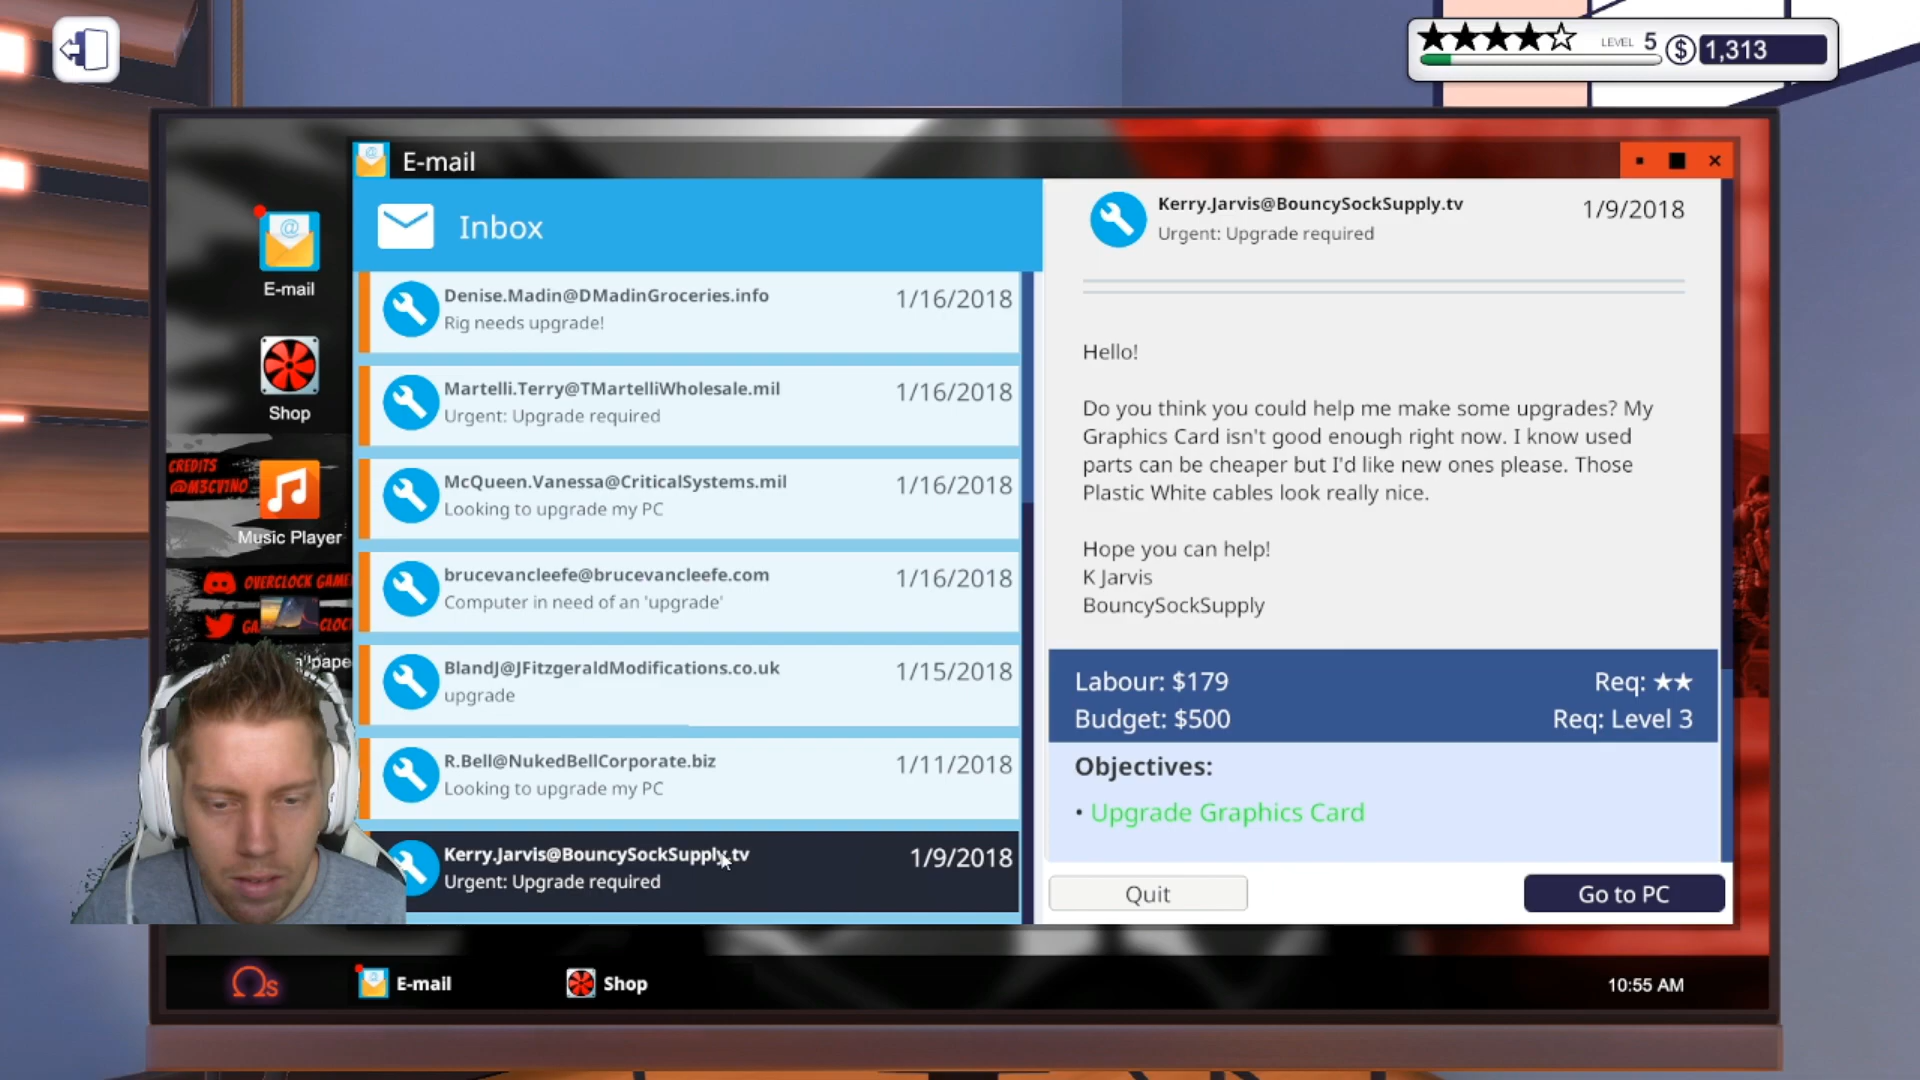 LEVEL 5
$ 1,313
E-mail
Inbox
E-mail
Shop
CREDITS
@M3CV1NO
Music Player
OVERCLOCK GAME
Denise.Madin@DMadinGroceries.info
1/16/2018
Rig needs upgrade!
Martelli.Terry@TMartelliWholesale.mil
1/16/2018
Urgent: Upgrade required
McQueen.Vanessa@CriticalSystems.mil
1/16/2018
Looking to upgrade my PC
brucevancleefe@brucevancleefe.com
1/16/2018
Computer in need of an 'upgrade'
BlandJ@JFitzgeraldModifications.co.uk
1/15/2018
upgrade
R.Bell@NukedBellCorporate.biz
1/11/2018
Looking to upgrade my PC
Kerry.Jarvis@BouncySockSupply.tv
1/9/2018
Urgent: Upgrade required
Kerry.Jarvis@BouncySockSupply.tv
1/9/2018
Urgent: Upgrade required
Hello!
Do you think you could help me make some upgrades? My
Graphics Card isn't good enough right now. I know used
parts can be cheaper but I'd like new ones please. Those
Plastic White cables look really nice.
Hope you can help!
K Jarvis
BouncySockSupply
Labour: $179
Req: ★★
Budget: $500
Req: Level 3
Objectives:
• Upgrade Graphics Card
Quit
Go to PC
Ωs
E-mail
Shop
10:55 AM